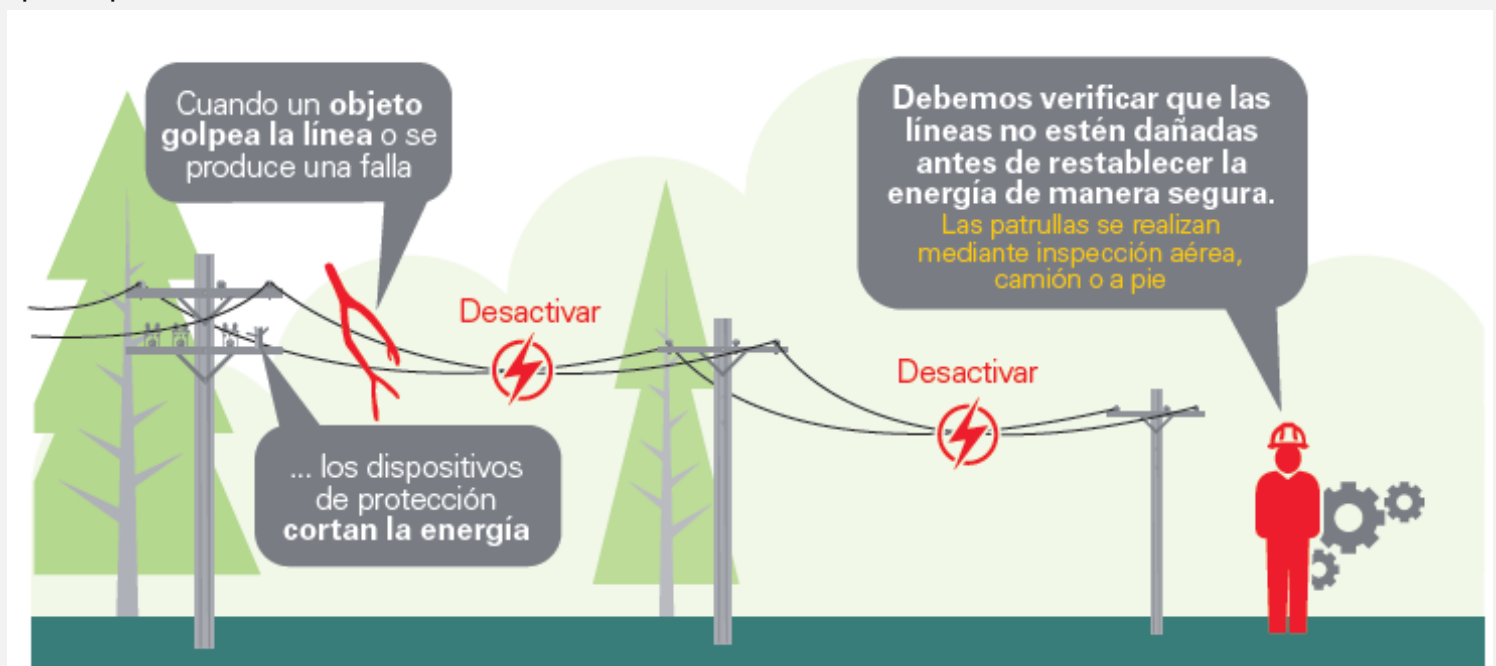 Cuando un objeto
golpea la línea o se
produce una falla
... los dispositivos
de protección
cortan la energía
Desactivar
Desactivar
Debemos verificar que las
líneas no estén dañadas
antes de restablecer la
energía de manera segura.
Las patrullas se realizan
mediante inspección aérea,
camión o a pie